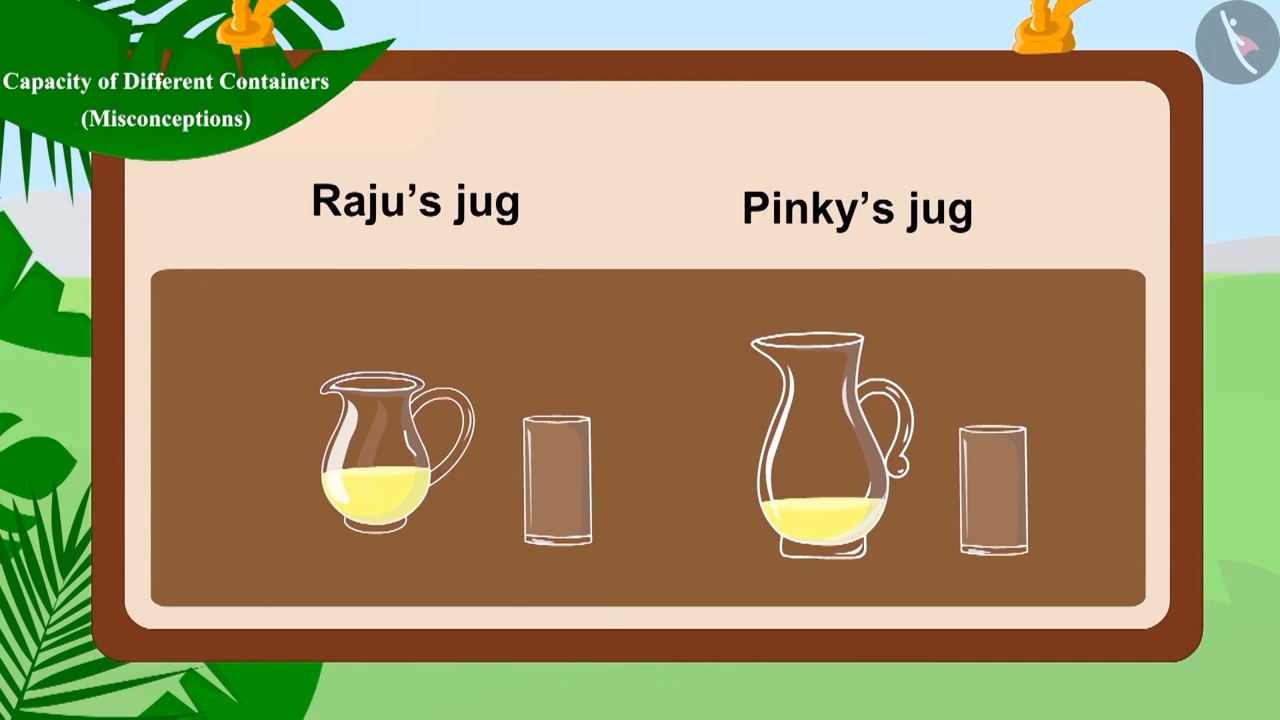 Capacity of Different Containers
(Misconceptions)
Raju’s jug
Pinky’s jug